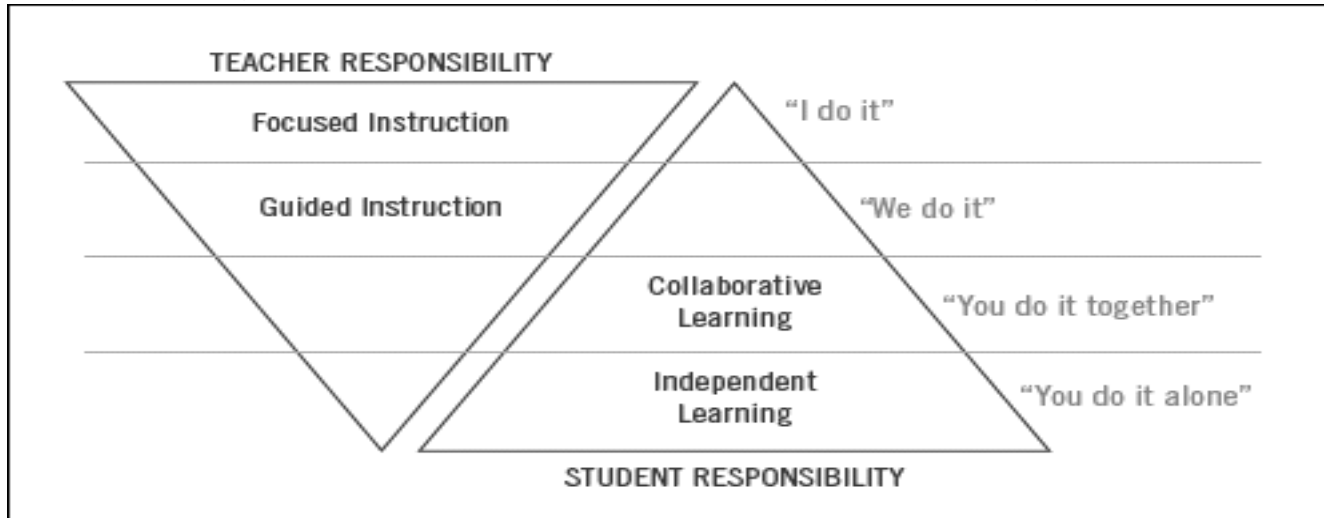 TEACHER RESPONSIBILITY
Focused Instruction
“I do it”
Guided Instruction
“We do it”
Collaborative
Learning
“You do it together”
Independent
Learning
“You do it alone”
STUDENT RESPONSIBILITY